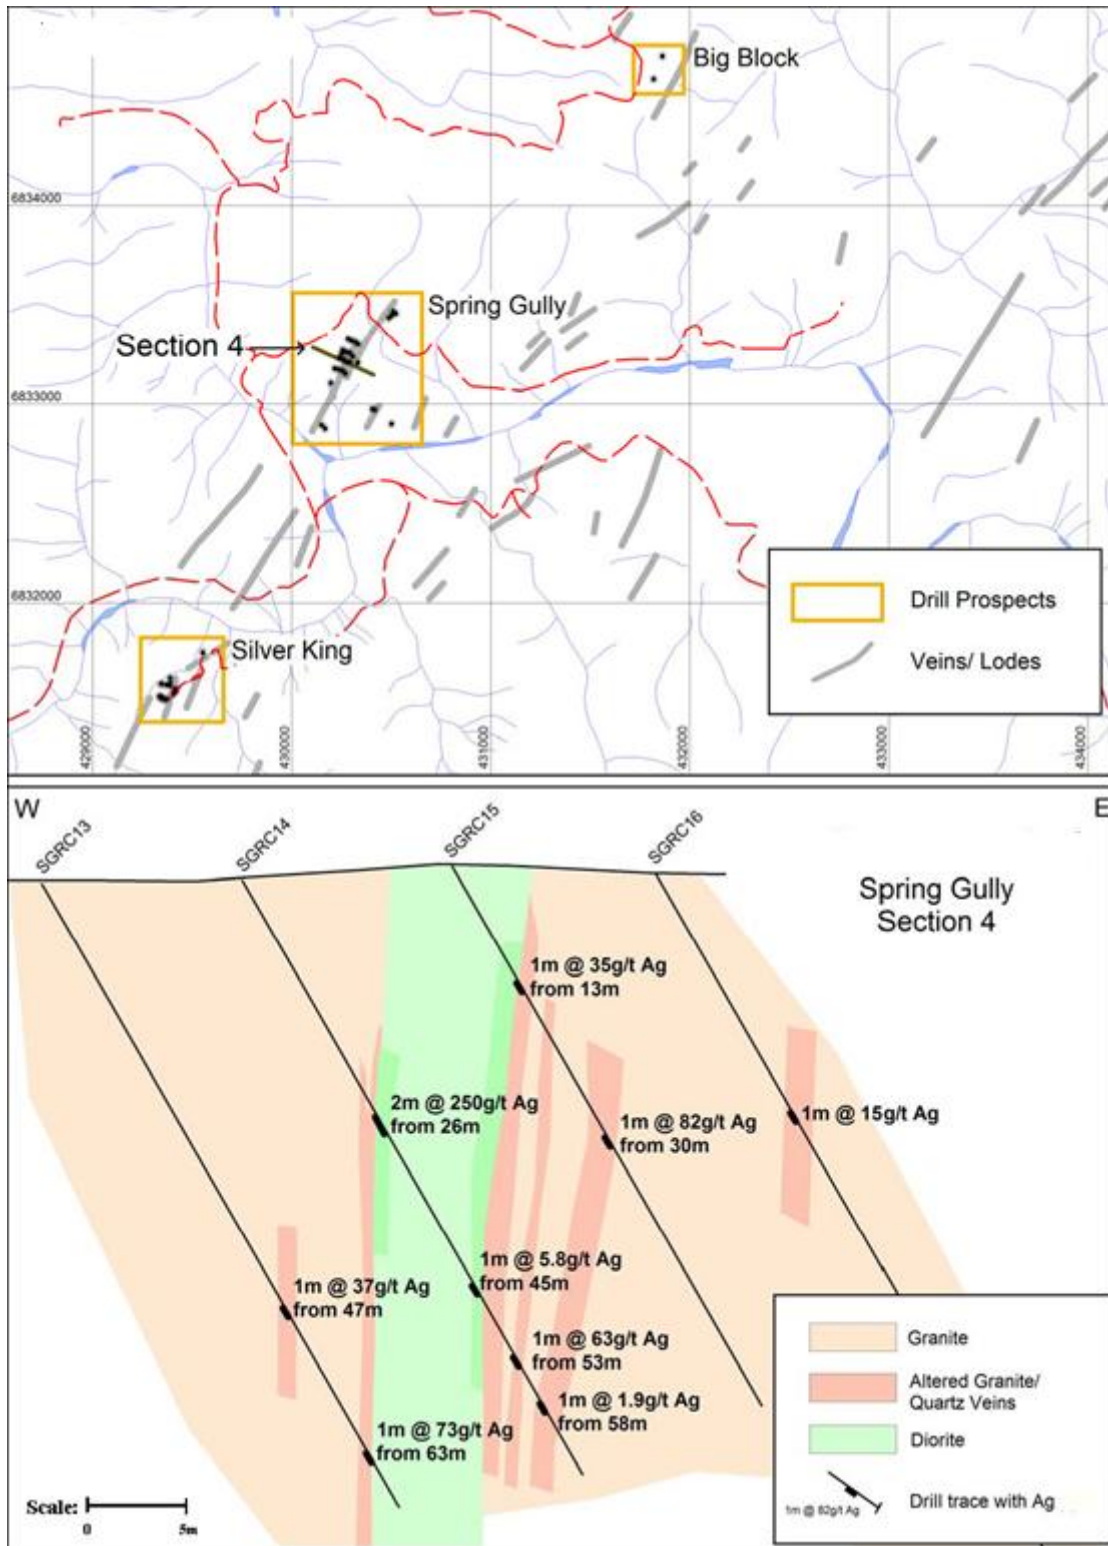 Big Block
6834000
Spring Gully
Section 4
6833000
6832000
Silver King
Drill Prospects
Veins/ Lodes
429000
430000
431000
432000
433000
434000
W
E
SGRC13
SGRC14
SGRC15
SGRC16
Spring Gully
Section 4
1m @ 35g/t Ag
from 13m
2m @ 250g/t Ag
from 26m
1m @ 82g/t Ag
from 30m
1m @ 15g/t Ag
1m @ 37g/t Ag
from 47m
1m @ 5.8g/t Ag
from 45m
1m @ 63g/t Ag
from 53m
1m @ 1.9g/t Ag
from 58m
1m @ 73g/t Ag
from 63m
Scale:
0
5m
Granite
Altered Granite/
Quartz Veins
Diorite
1m @ 82g/t Ag
Drill trace with Ag